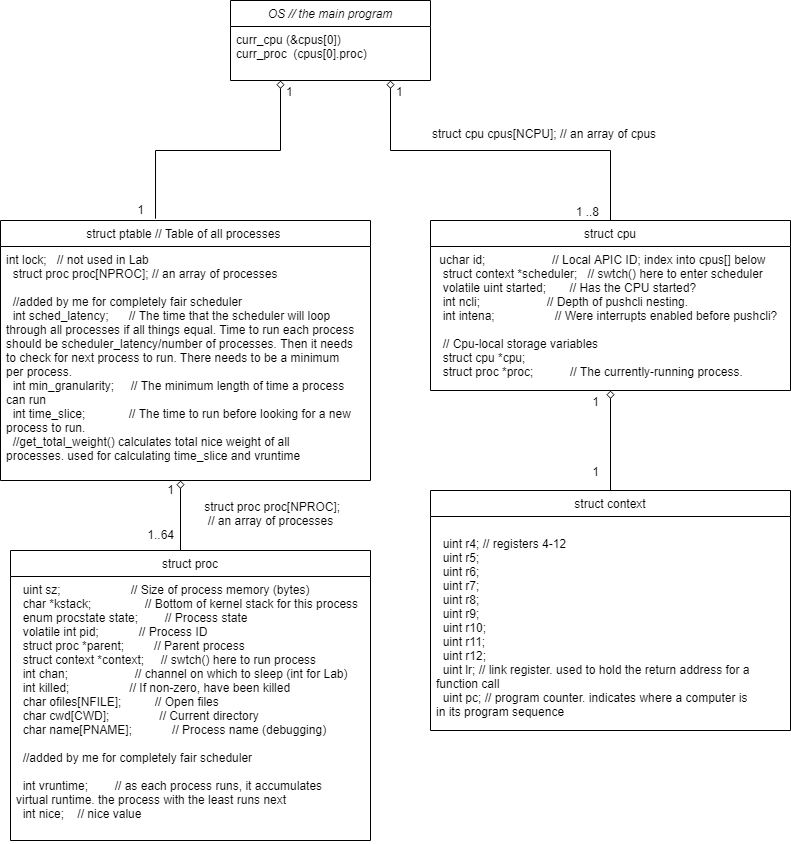 OS // the main program
curr_cpu (&cpus[0])
curr_proc  (cpus[0].proc)
1
1
struct cpu cpus[NCPU]; // an array of cpus
1
1 ..8
struct ptable // Table of all processes
int lock;   // not used in Lab
struct proc proc[NPROC]; // an array of processes
//added by me for completely fair scheduler
int sched_latency;      // The time that the scheduler will loop
through all processes if all things equal. Time to run each process
should be scheduler_latency/number of processes. Then it needs
to check for next process to run. There needs to be a minimum
per process.
int min_granularity;     // The minimum length of time a process
can run
int time_slice;             // The time to run before looking for a new
process to run.
//get_total_weight() calculates total nice weight of all
processes. used for calculating time_slice and vruntime
struct cpu
uchar id;                    // Local APIC ID; index into cpus[] below
struct context *scheduler;   // swtch() here to enter scheduler
volatile uint started;       // Has the CPU started?
int ncli;                    // Depth of pushcli nesting.
int intena;                  // Were interrupts enabled before pushcli?
// Cpu-local storage variables
struct cpu *cpu;
struct proc *proc;           // The currently-running process.
1
1
struct context
uint r4; // registers 4-12
uint r5;
uint r6;
uint r7;
uint r8;
uint r9;
uint r10;
uint r11;
uint r12;
uint lr; // link register. used to hold the return address for a
function call
uint pc; // program counter. indicates where a computer is
in its program sequence
1
struct proc proc[NPROC];
// an array of processes
1..64
struct proc
uint sz;                     // Size of process memory (bytes)
char *kstack;                // Bottom of kernel stack for this process
enum procstate state;        // Process state
volatile int pid;            // Process ID
struct proc *parent;         // Parent process
struct context *context;     // swtch() here to run process
int chan;                    // channel on which to sleep (int for Lab)
int killed;                  // If non-zero, have been killed
char ofiles[NFILE];          // Open files
char cwd[CWD];               // Current directory
char name[PNAME];            // Process name (debugging)
//added by me for completely fair scheduler
int vruntime;        // as each process runs, it accumulates
virtual runtime. the process with the least runs next
int nice;    // nice value